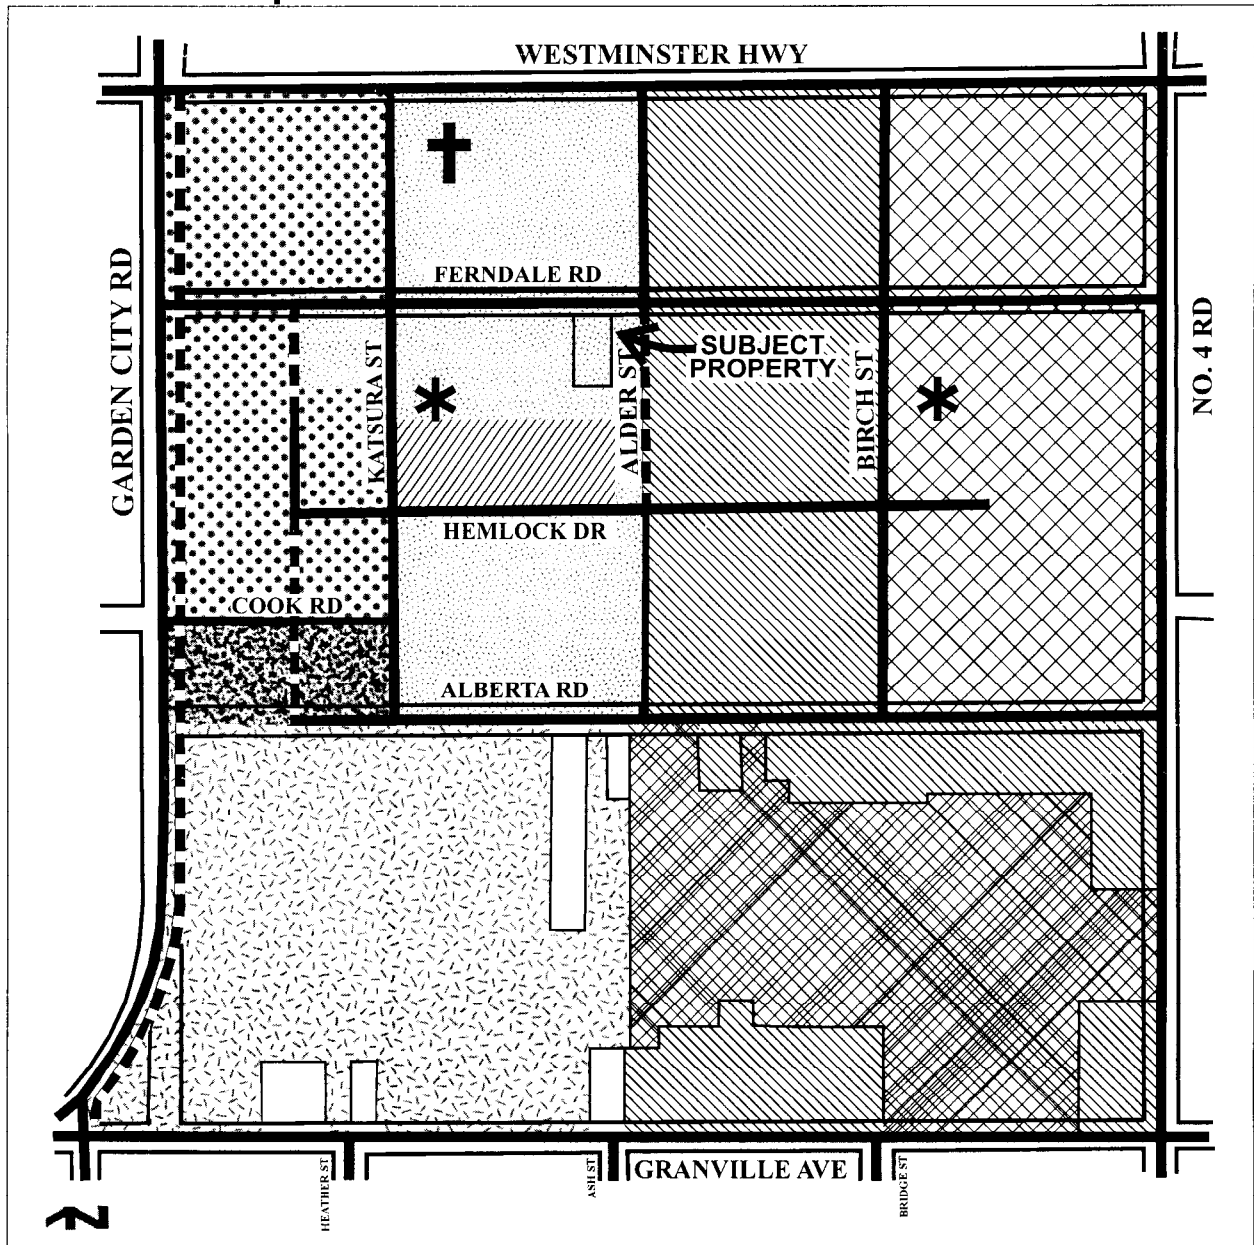 WESTMINSTER HWY
GARDEN CITY RD
FERNDALE RD
KATSURA ST
ALDER ST
SUBJECT
PROPERTY
BIRCH ST
NO. 4 RD
HEMLOCK DR
COOK RD
ALBERTA RD
HEATHER ST
ASH ST
GRANVILLE AVE
BRIDGE ST
Z